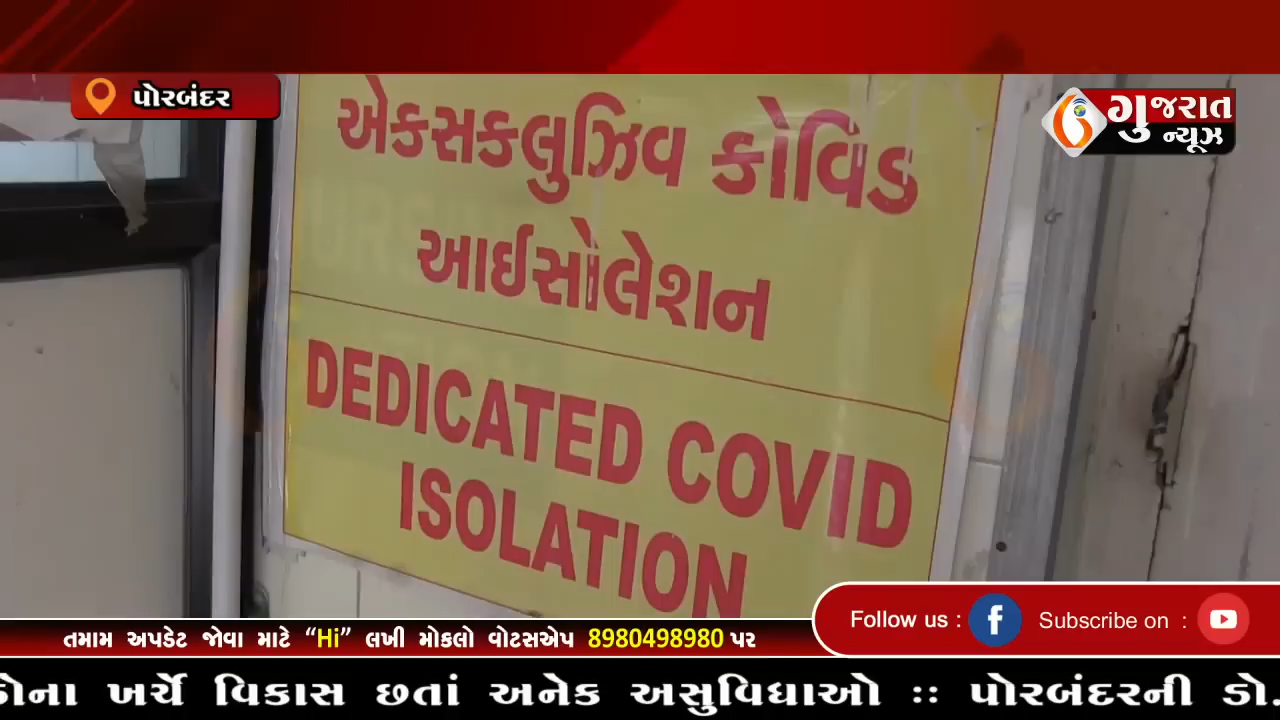 પોરબંદર
ગુજરાત
ન્યૂઝ
એકસકલુઝિવ કોવિડ
આઈસોલેશન
DEDICATED COVID
ISOLATION
Follow us :
Subscribe on :
તમામ અપડેટ જોવા માટે “Hi” લખી મોકલો વોટસએપ 8980498980 પર
ખર્ચે વિકાસ છતાં અનેક અસુવિધાઓ :: પોરબંદરની ડો.